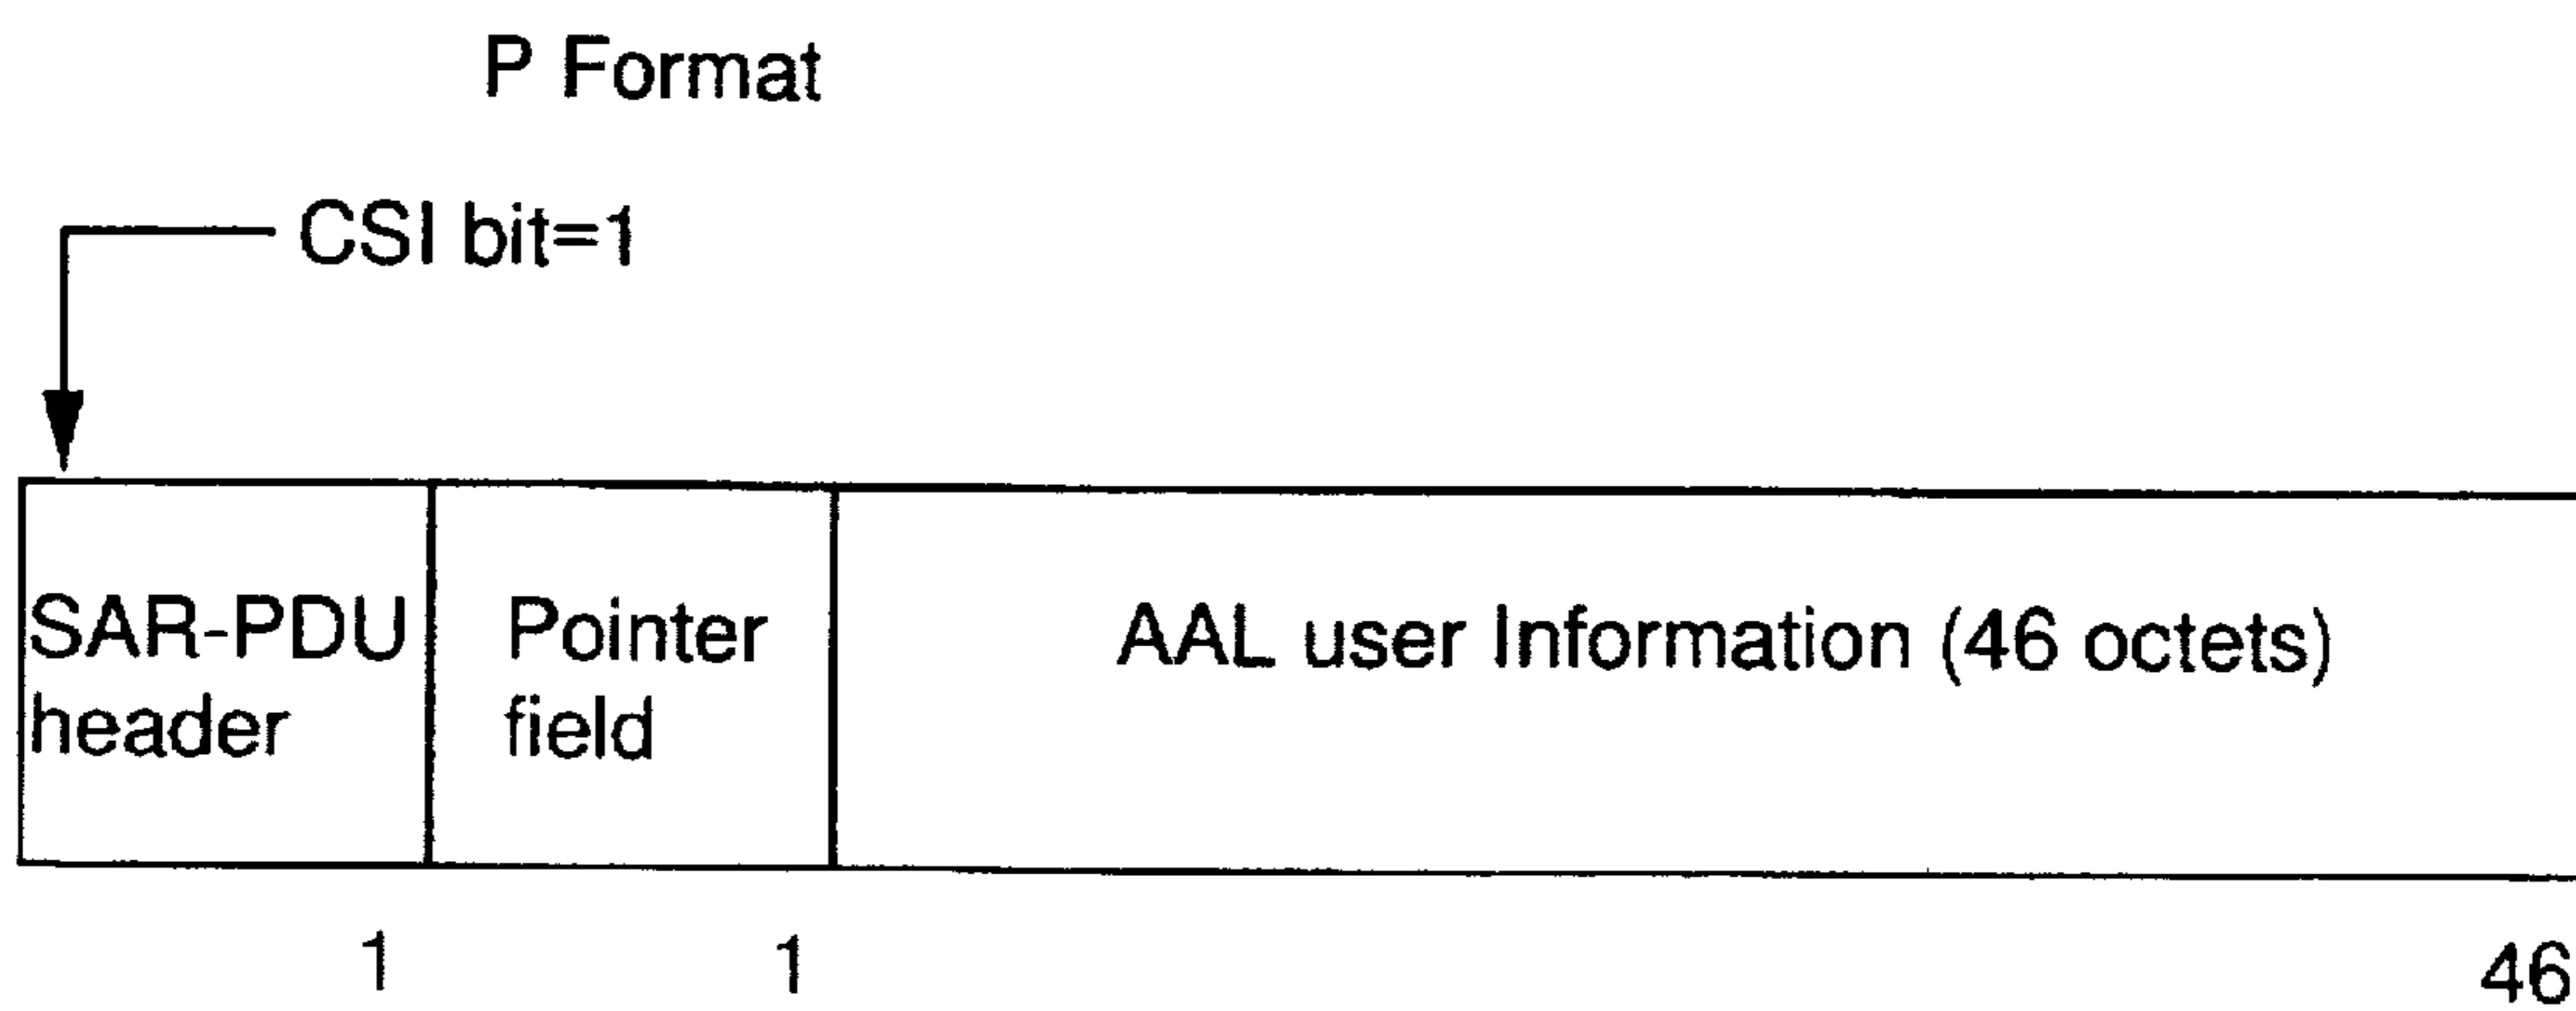 P Format
CSI bit=1
SAR-PDU
header
Pointer
field
AAL user Information (46 octets)
1
1
46